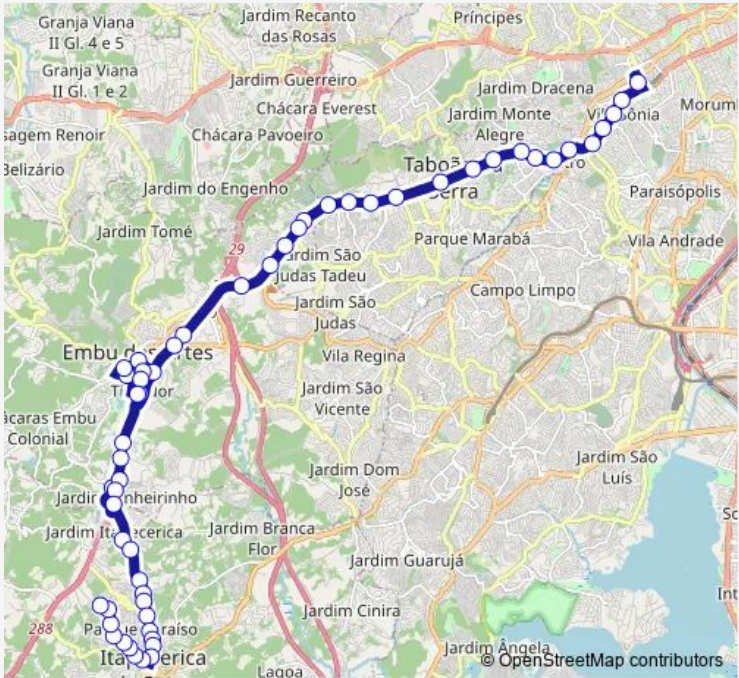 Granja Viana
II Gl. 4 e 5
Jardim Recanto
das Rosas
Príncipes
Granja Viana
II Gl. 1 e 2
Jardim Guerreiro
Jardim Dracena
Chácara Everest
Jardim Monte
Alegre
sagem Renoir
Chácara Pavoeiro
Belizário
Jardim do Engenho
Paraisópolis
Jardim Tomé
Parque Marabá
Vila Andrade
29
Judas Tadeu
Campo Limpo
Jardim São
Judas
Vila Regina
Jardim São
Vicente
ácaras Embu
Colonial
Jardim São
Luís
Jardim Dom
José
Jardim Branca
Flor
Jardim Guarujá
Jardim Cinira
288
Jardim Ângela
Lagoa
© OpenStreetMap contributors